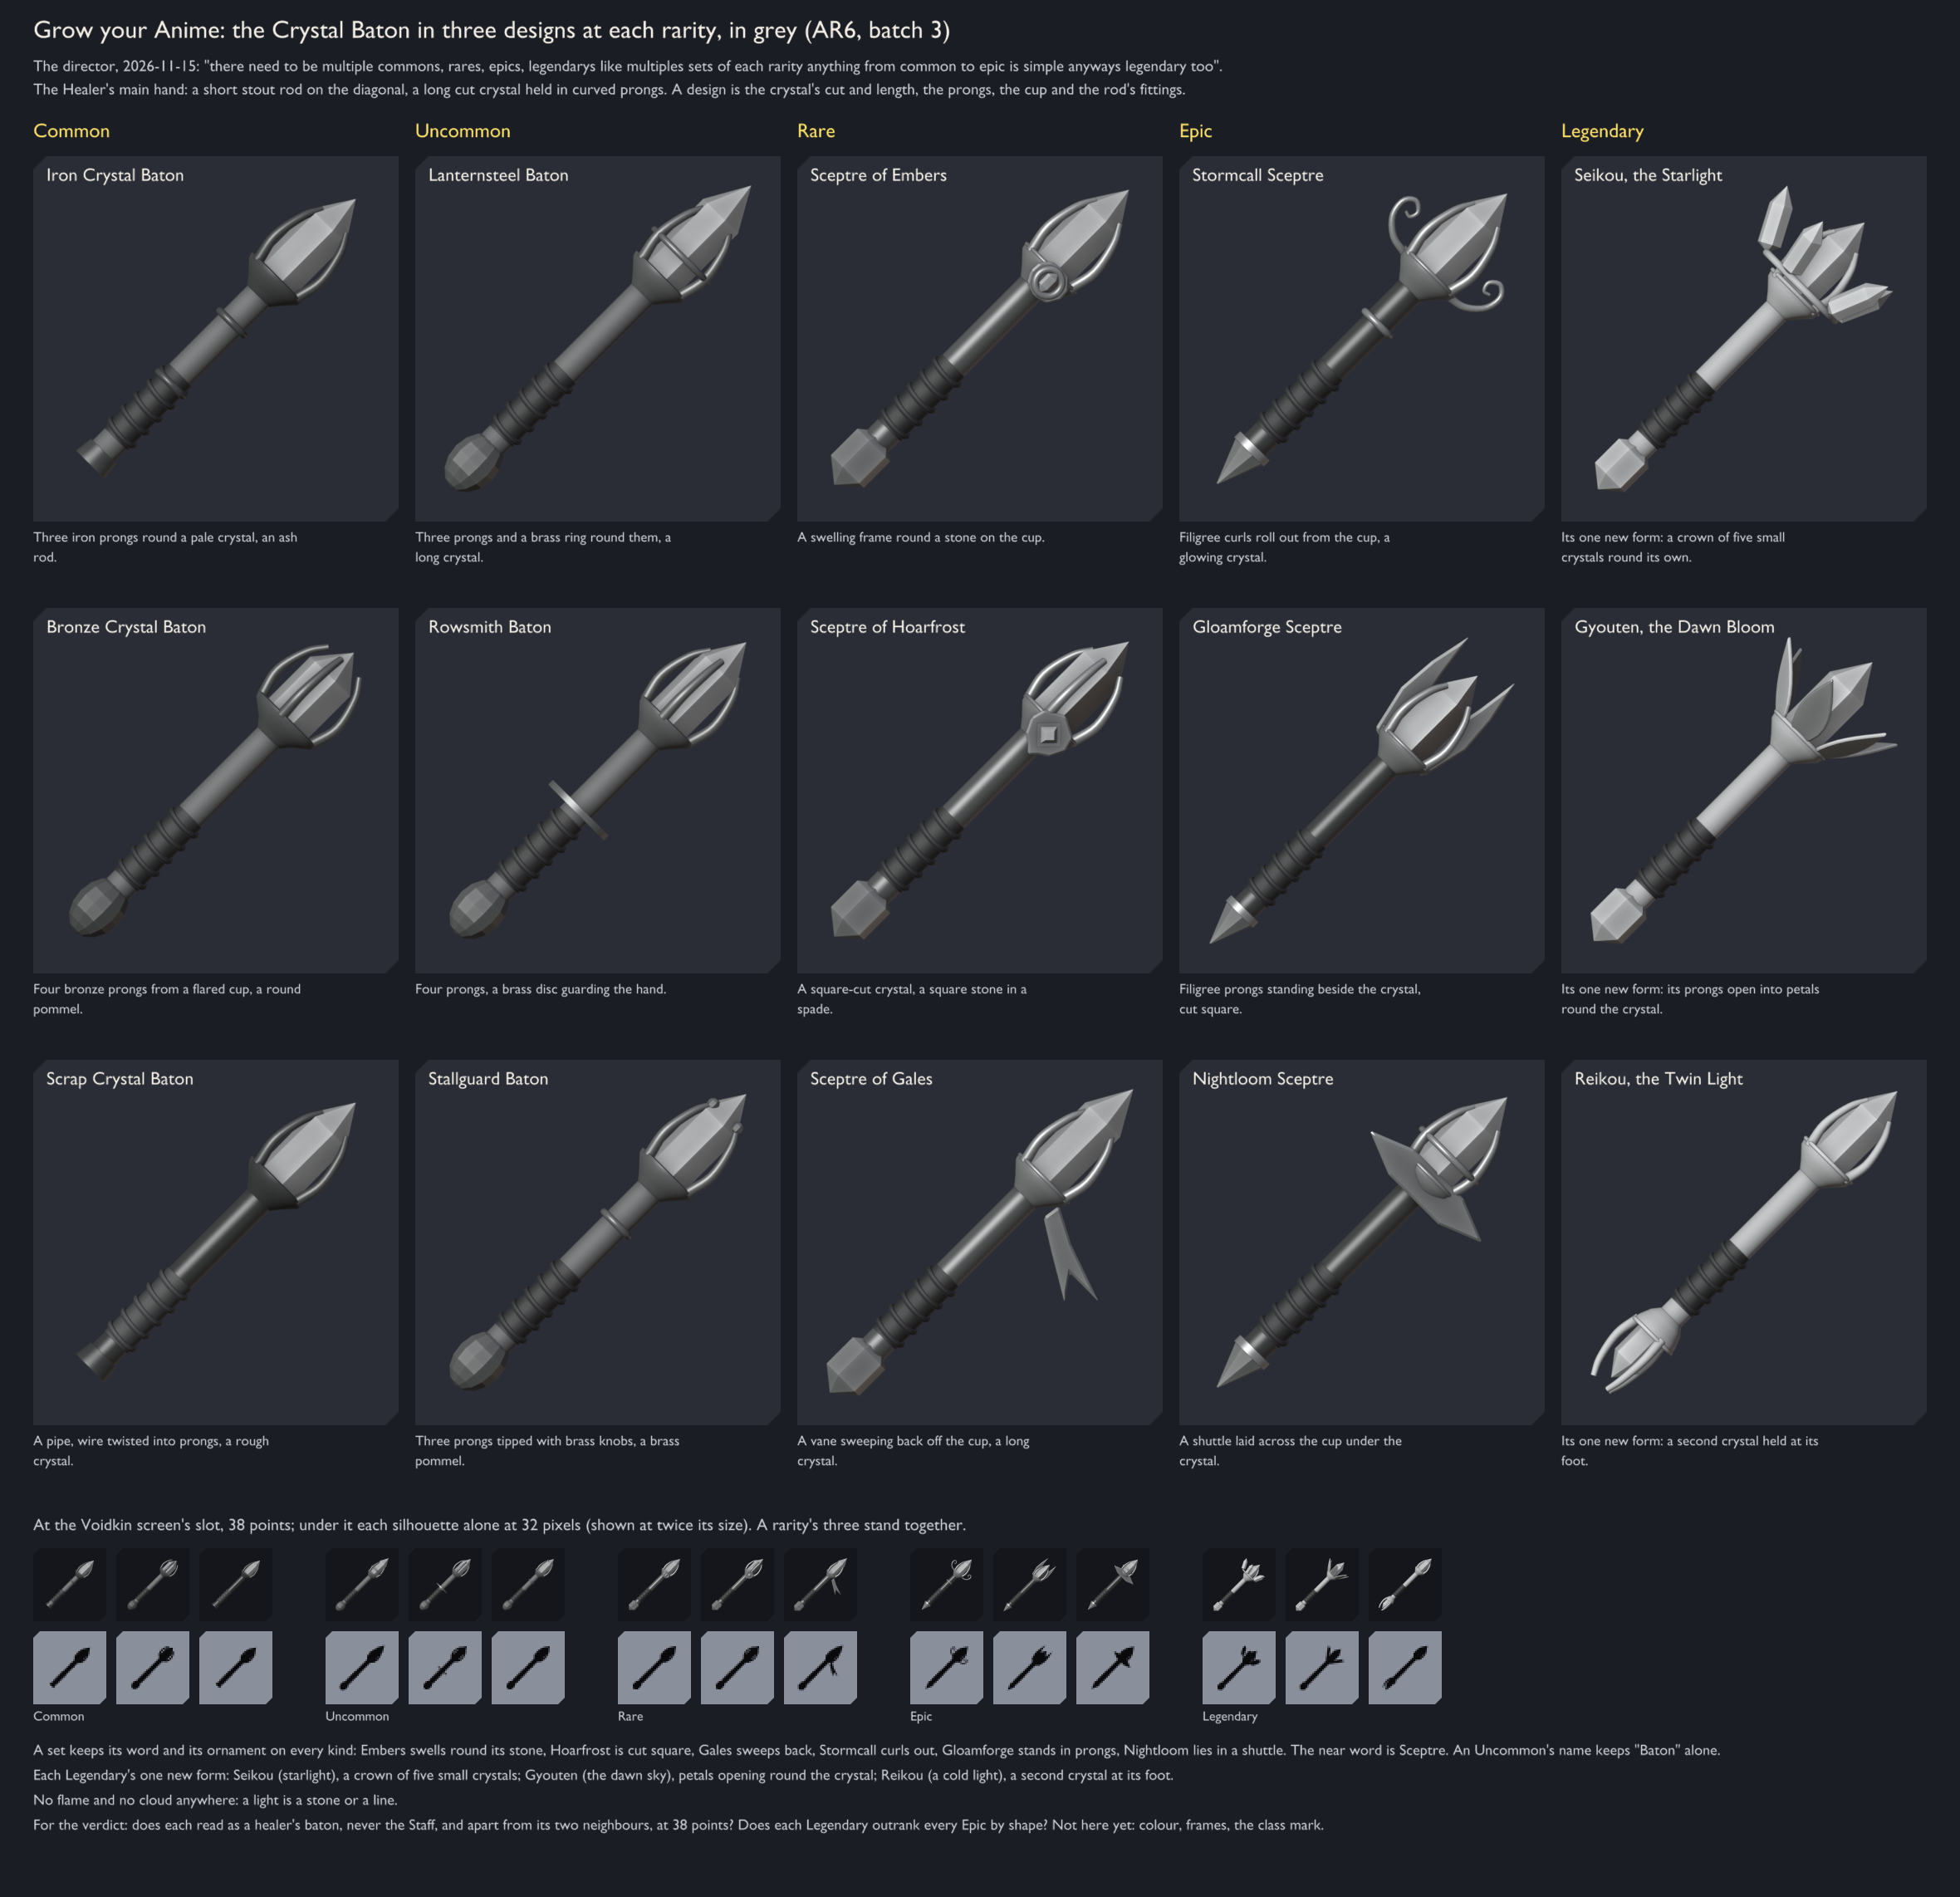 Grow your Anime: the Crystal Baton in three designs at each rarity, in grey (AR6, batch 3)
The director, 2026-11-15: "there need to be multiple commons, rares, epics, legendarys like multiples sets of each rarity anything from common to epic is simple anyways legendary too".
The Healer's main hand: a short stout rod on the diagonal, a long cut crystal held in curved prongs. A design is the crystal's cut and length, the prongs, the cup and the rod's fittings.
Common
Uncommon
Rare
Epic
Legendary
Iron Crystal Baton
Lanternsteel Baton
Sceptre of Embers
Stormcall Sceptre
Seikou, the Starlight
Three iron prongs round a pale crystal, an ash
rod.
Three prongs and a brass ring round them, a
long crystal.
A swelling frame round a stone on the cup.
Filigree curls roll out from the cup, a
glowing crystal.
Its one new form: a crown of five small
crystals round its own.
Bronze Crystal Baton
Rowsmith Baton
Sceptre of Hoarfrost
Gloamforge Sceptre
Gyouten, the Dawn Bloom
Four bronze prongs from a flared cup, a round
pommel.
Four prongs, a brass disc guarding the hand.
A square-cut crystal, a square stone in a
spade.
Filigree prongs standing beside the crystal,
cut square.
Its one new form: its prongs open into petals
round the crystal.
Scrap Crystal Baton
Stallguard Baton
Sceptre of Gales
Nightloom Sceptre
Reikou, the Twin Light
A pipe, wire twisted into prongs, a rough
crystal.
Three prongs tipped with brass knobs, a brass
pommel.
A vane sweeping back off the cup, a long
crystal.
A shuttle laid across the cup under the
crystal.
Its one new form: a second crystal held at its
foot.
At the Voidkin screen's slot, 38 points; under it each silhouette alone at 32 pixels (shown at twice its size). A rarity's three stand together.
Common
Uncommon
Rare
Epic
Legendary
A set keeps its word and its ornament on every kind: Embers swells round its stone, Hoarfrost is cut square, Gales sweeps back, Stormcall curls out, Gloamforge stands in prongs, Nightloom lies in a shuttle. The near word is Sceptre. An Uncommon's name keeps "Baton" alone.
Each Legendary's one new form: Seikou (starlight), a crown of five small crystals; Gyouten (the dawn sky), petals opening round the crystal; Reikou (a cold light), a second crystal at its foot.
No flame and no cloud anywhere: a light is a stone or a line.
For the verdict: does each read as a healer's baton, never the Staff, and apart from its two neighbours, at 38 points? Does each Legendary outrank every Epic by shape? Not here yet: colour, frames, the class mark.